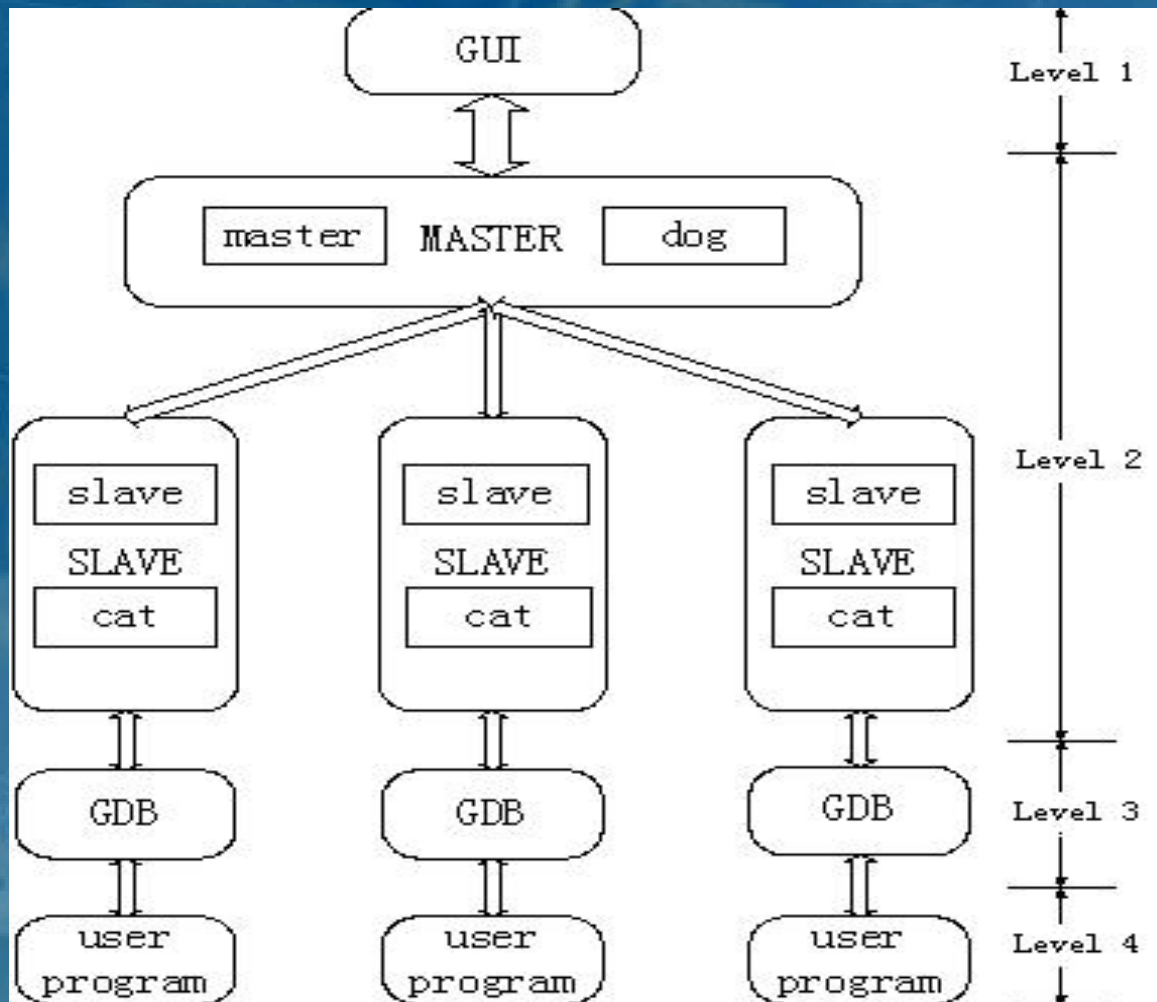 GUI
Level 1
master MASTER dog
Level 2
slave slave slave
SLAVE SLAVE SLAVE
cat cat cat
GDB GDB GDB
Level 3
user user user
program program program
Level 4